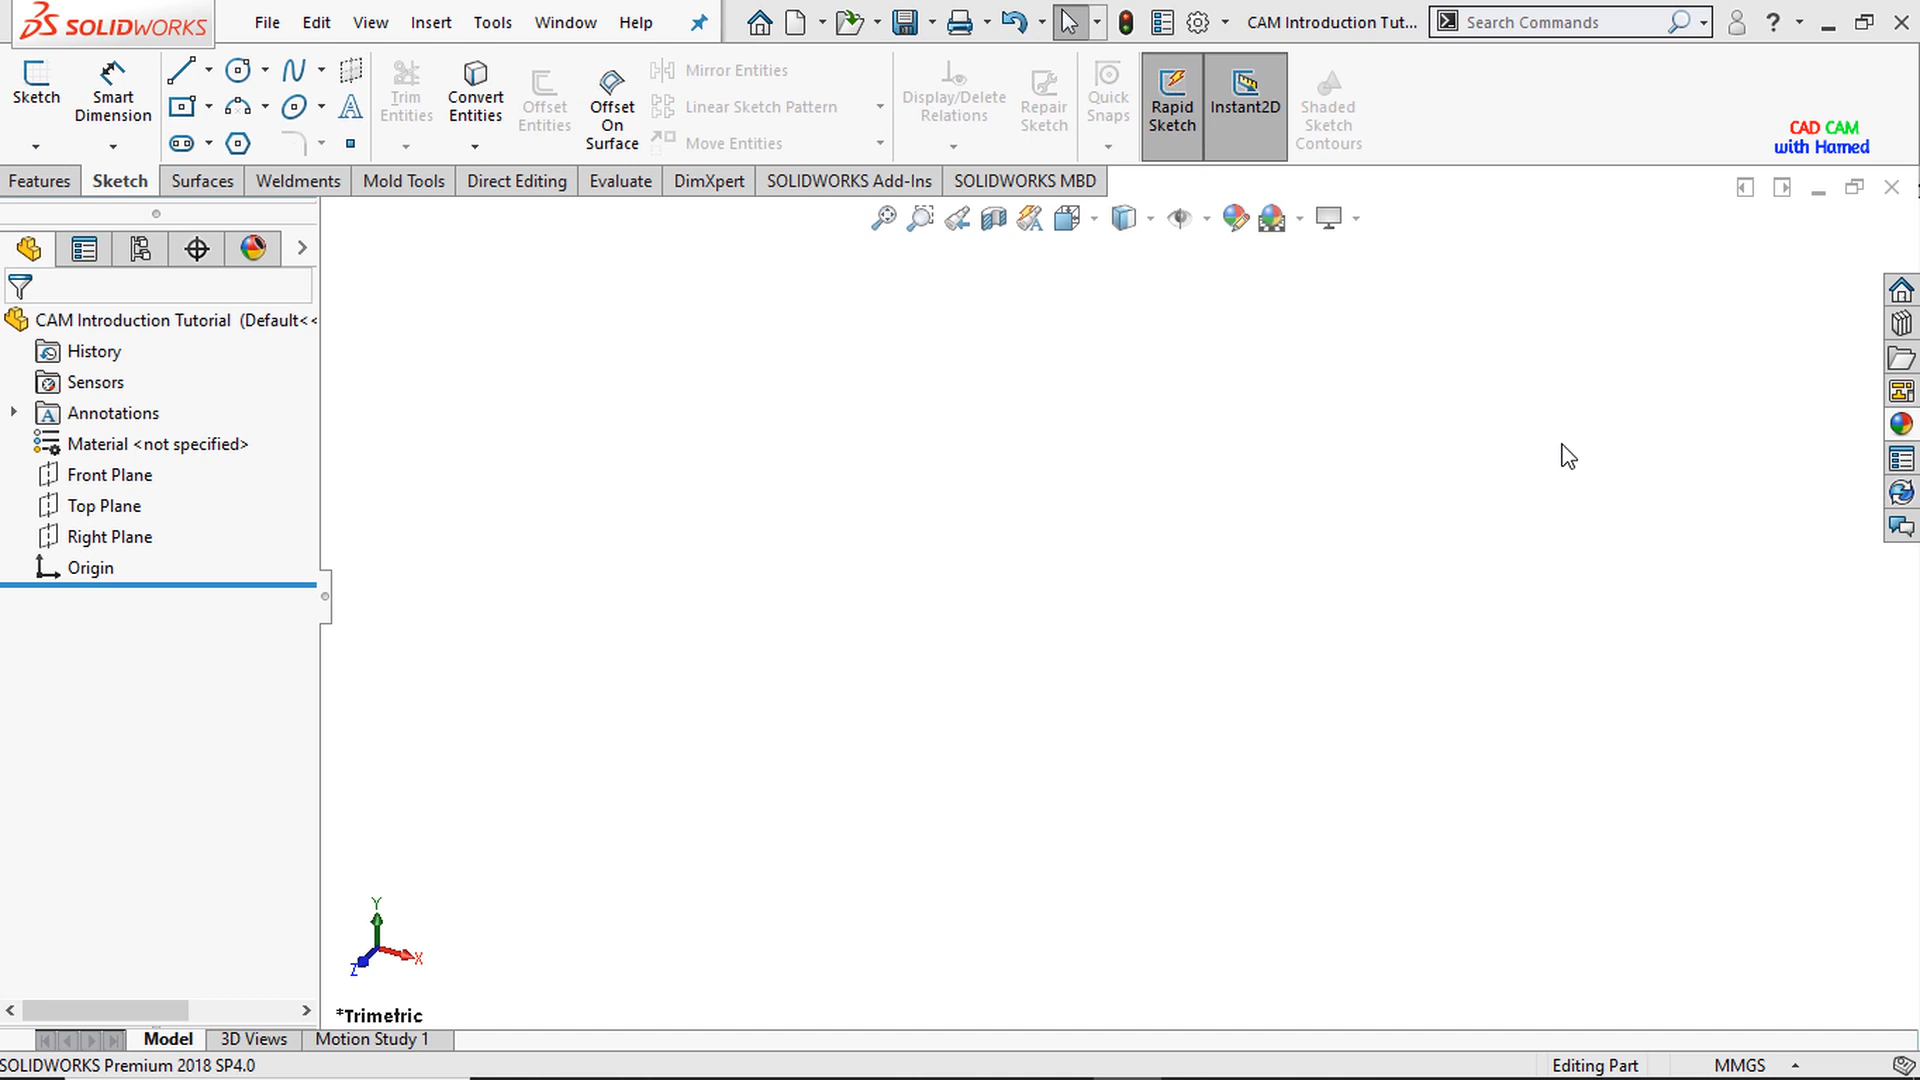 SOLIDWORKS File Edit View Insert Tools Window Help CAM Introduction Tut... Search Commands ?
Sketch Smart Dimension Trim Entities Convert Entities Offset Entities Offset On Surface
Mirror Entities
Linear Sketch Pattern
Move Entities
Display/Delete Relations Repair Sketch Quick Snaps Rapid Sketch Instant2D Shaded Sketch Contours
CAD CAM
with Hamed
Features Sketch Surfaces Weldments Mold Tools Direct Editing Evaluate DimXpert SOLIDWORKS Add-Ins SOLIDWORKS MBD
CAM Introduction Tutorial (Default<<
History
Sensors
Annotations
Material <not specified>
Front Plane
Top Plane
Right Plane
Origin
Y
X
Z
*Trimetric
Model 3D Views Motion Study 1
SOLIDWORKS Premium 2018 SP4.0 Editing Part MMGS